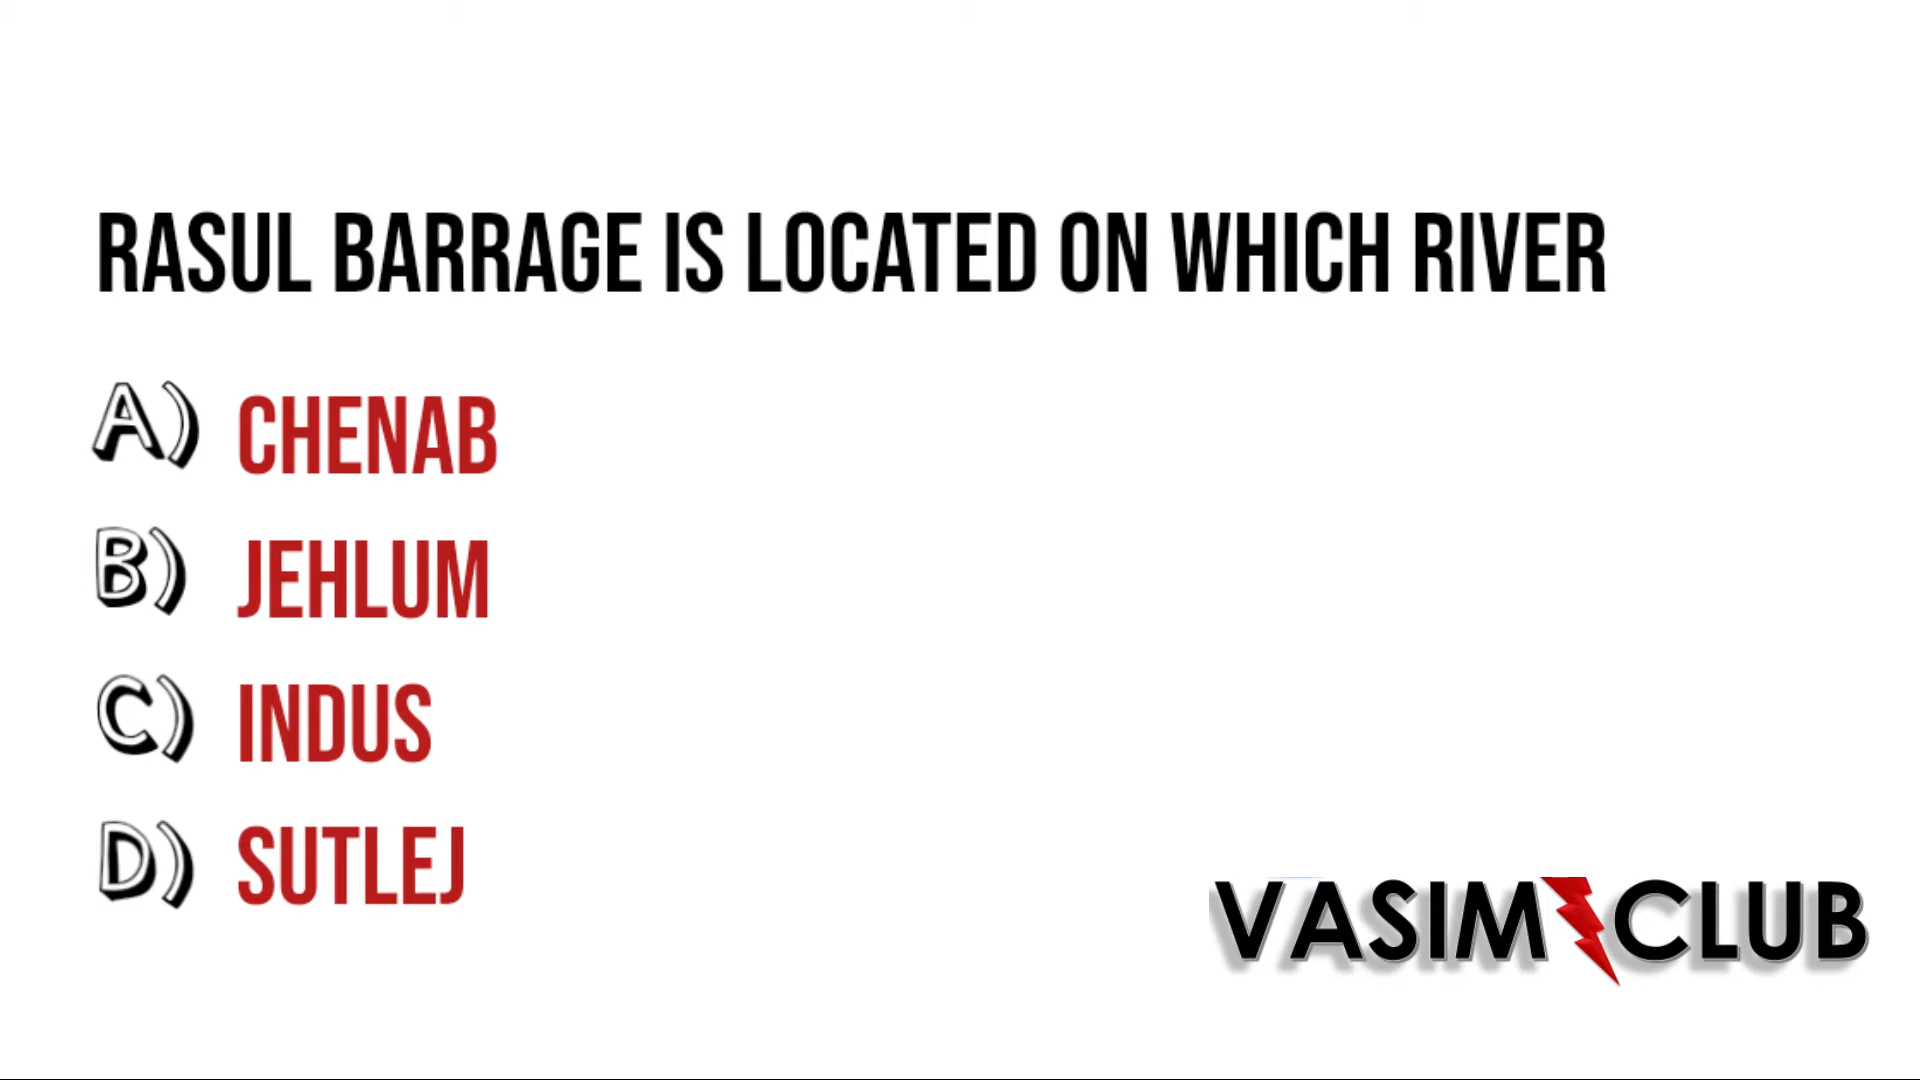 RASUL BARRAGE IS LOCATED ON WHICH RIVER
A) CHENAB
B) JEHLUM
C) INDUS
D) SUTLEJ
VASIM CLUB